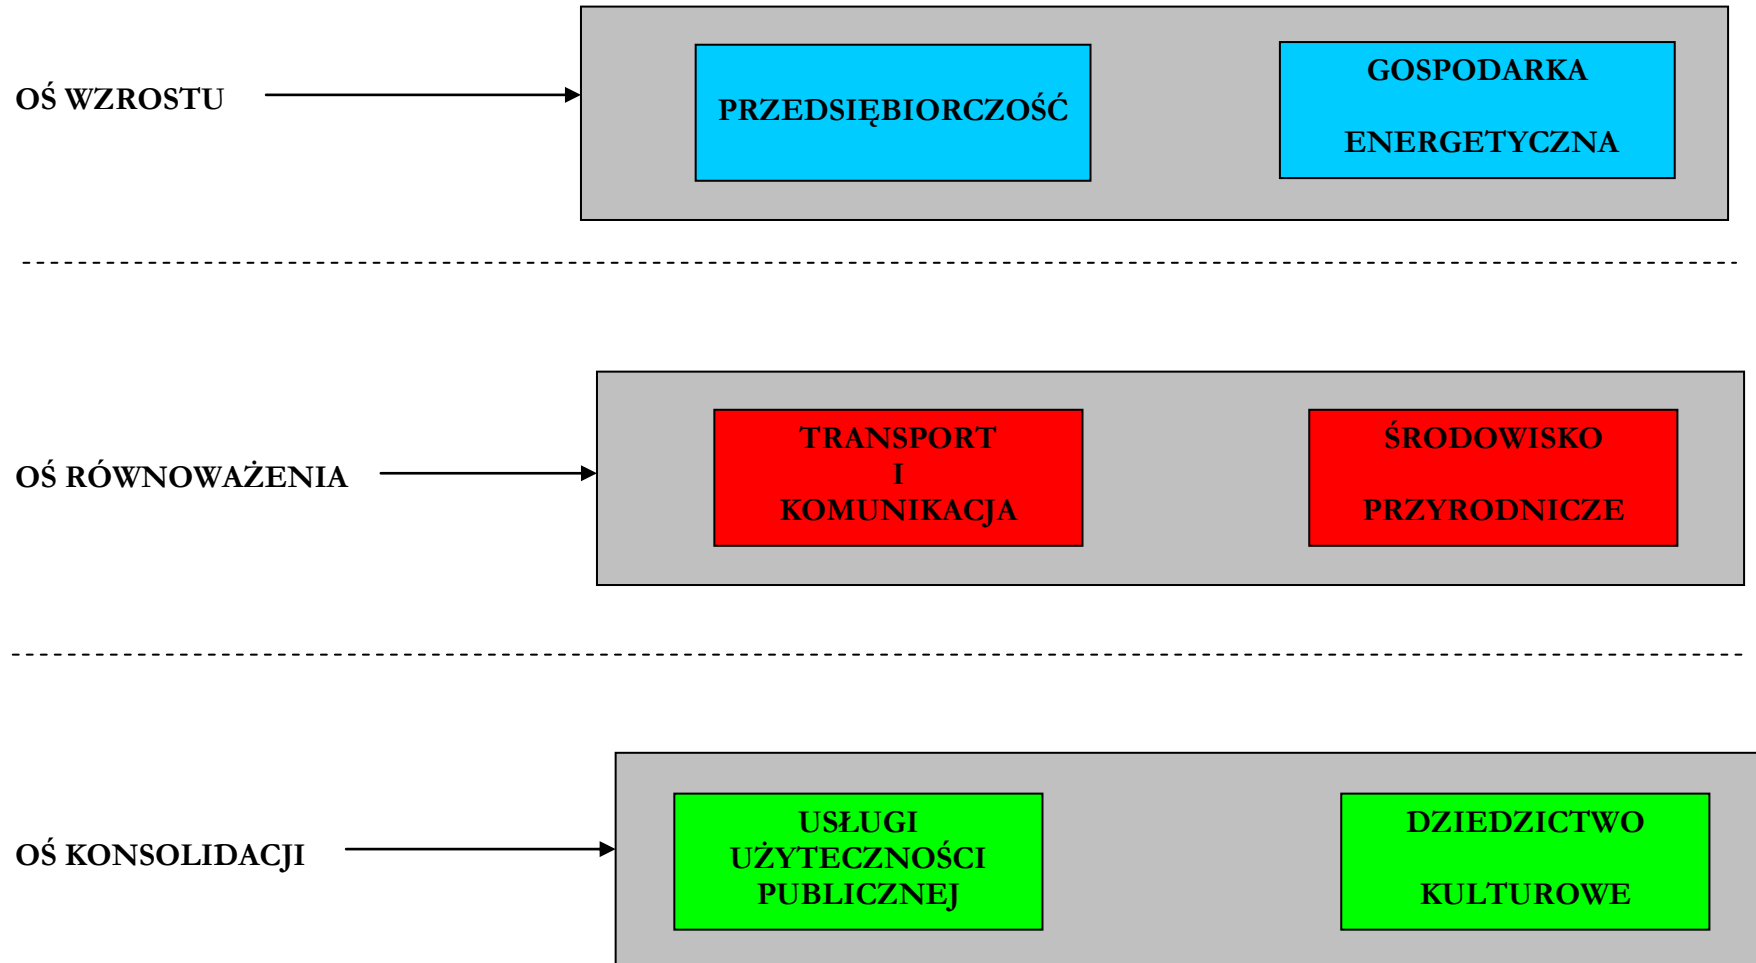 OŚ WZROSTU
PRZEDSIĘBIORCZOŚĆ
GOSPODARKA
ENERGETYCZNA
OŚ RÓWNOWAŻENIA
TRANSPORT
I
KOMUNIKACJA
ŚRODOWISKO
PRZYRODNICZE
OŚ KONSOLIDACJI
USŁUGI
UŻYTECZNOŚCI
PUBLICZNEJ
DZIEDZICTWO
KULTUROWE